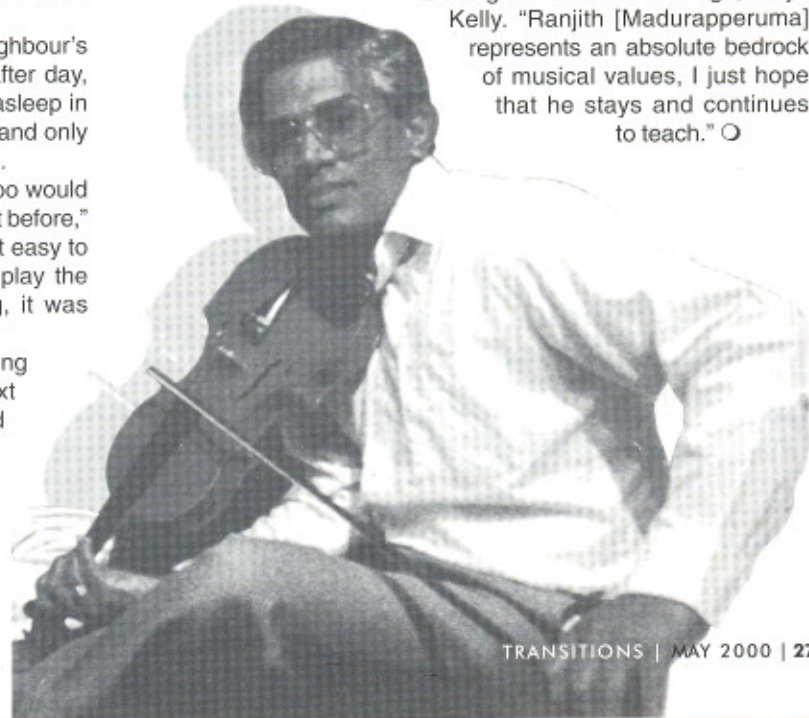 ghbour's
after day,
asleep in
and only
oo would
t before,"
t easy to
play the
it was
ng
xt
Kelly. "Ranjith [Madurapperuma]
represents an absolute bedrock
of musical values, I just hope
that he stays and continues
to teach."
TRANSITIONS | MAY 2000 | 27